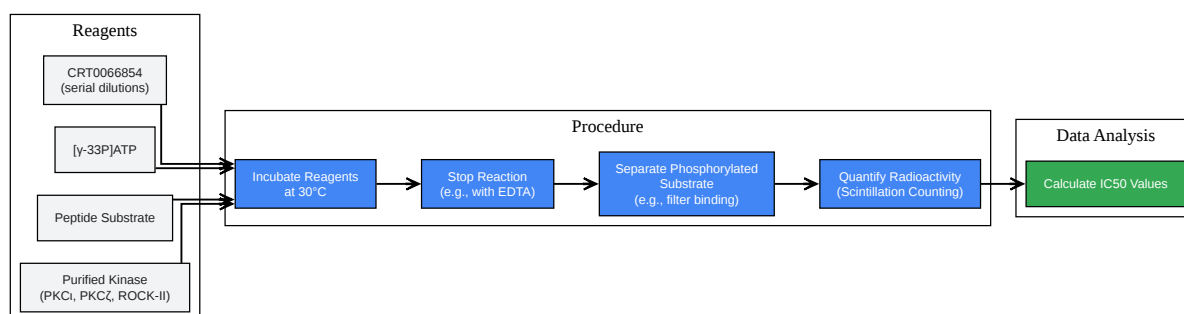 Reagents
CRT0066854
(serial dilutions)
[γ-33P]ATP
Peptide Substrate
Purified Kinase
(PKCι, PKCζ, ROCK-II)
Procedure
Incubate Reagents
at 30°C
Stop Reaction
(e.g., with EDTA)
Separate Phosphorylated
Substrate
(e.g., filter binding)
Quantify Radioactivity
(Scintillation Counting)
Data Analysis
Calculate IC50 Values